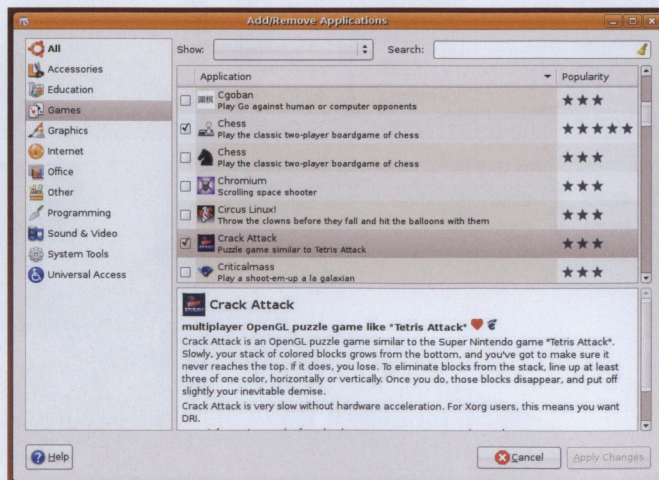 Add/Remove Applications
All
Accessories
Education
Games
Graphics
Internet
Office
Other
Programming
Sound & Video
System Tools
Universal Access
Show:
Search:
Application
Popularity
Cgoban
Play Go against human or computer opponents
Chess
Play the classic two-player boardgame of chess
Chess
Play the classic two-player boardgame of chess
Chromium
Scrolling space shooter
Circus Linux!
Throw the clowns before they fall and hit the balloons with them
Crack Attack
Puzzle game similar to Tetris Attack
Criticalmass
Play a shoot-em-up a la galaxian
Crack Attack
multiplayer OpenGL puzzle game like "Tetris Attack"
Crack Attack is an OpenGL puzzle game similar to the Super Nintendo game "Tetris Attack".
Slowly, your stack of colored blocks grows from the bottom, and you've got to make sure it
never reaches the top. If it does, you lose. To eliminate blocks from the stack, line up at least
three of one color, horizontally or vertically. Once you do, those blocks disappear, and put off
slightly your inevitable demise.
Crack Attack is very slow without hardware acceleration. For Xorg users, this means you want
DRI.
Help
Cancel
Apply Changes